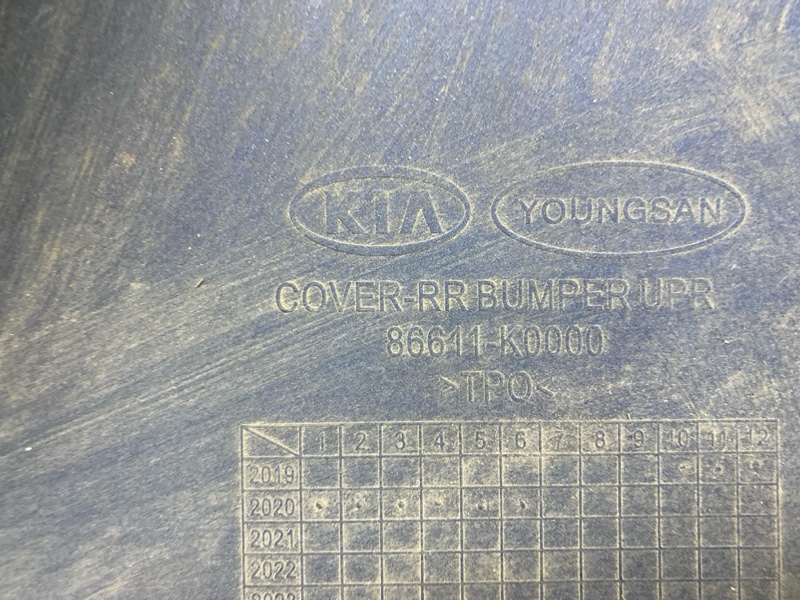 KIA YOUNGSAN
COVER-RR BUMPER UPR
86611-K0000
>TPO<
1 2 3 4 5 6 7 8 9 10 11 12
2019
2020
2021
2022
2023